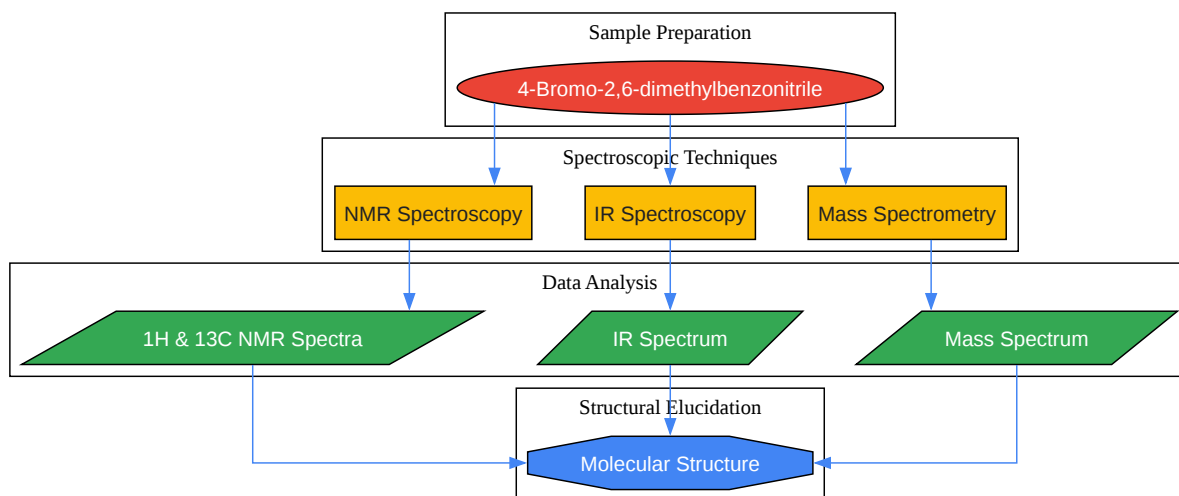 Sample Preparation
4-Bromo-2,6-dimethylbenzonitrile
Spectroscopic Techniques
NMR Spectroscopy
IR Spectroscopy
Mass Spectrometry
Data Analysis
1H & 13C NMR Spectra
IR Spectrum
Mass Spectrum
Structural Elucidation
Molecular Structure